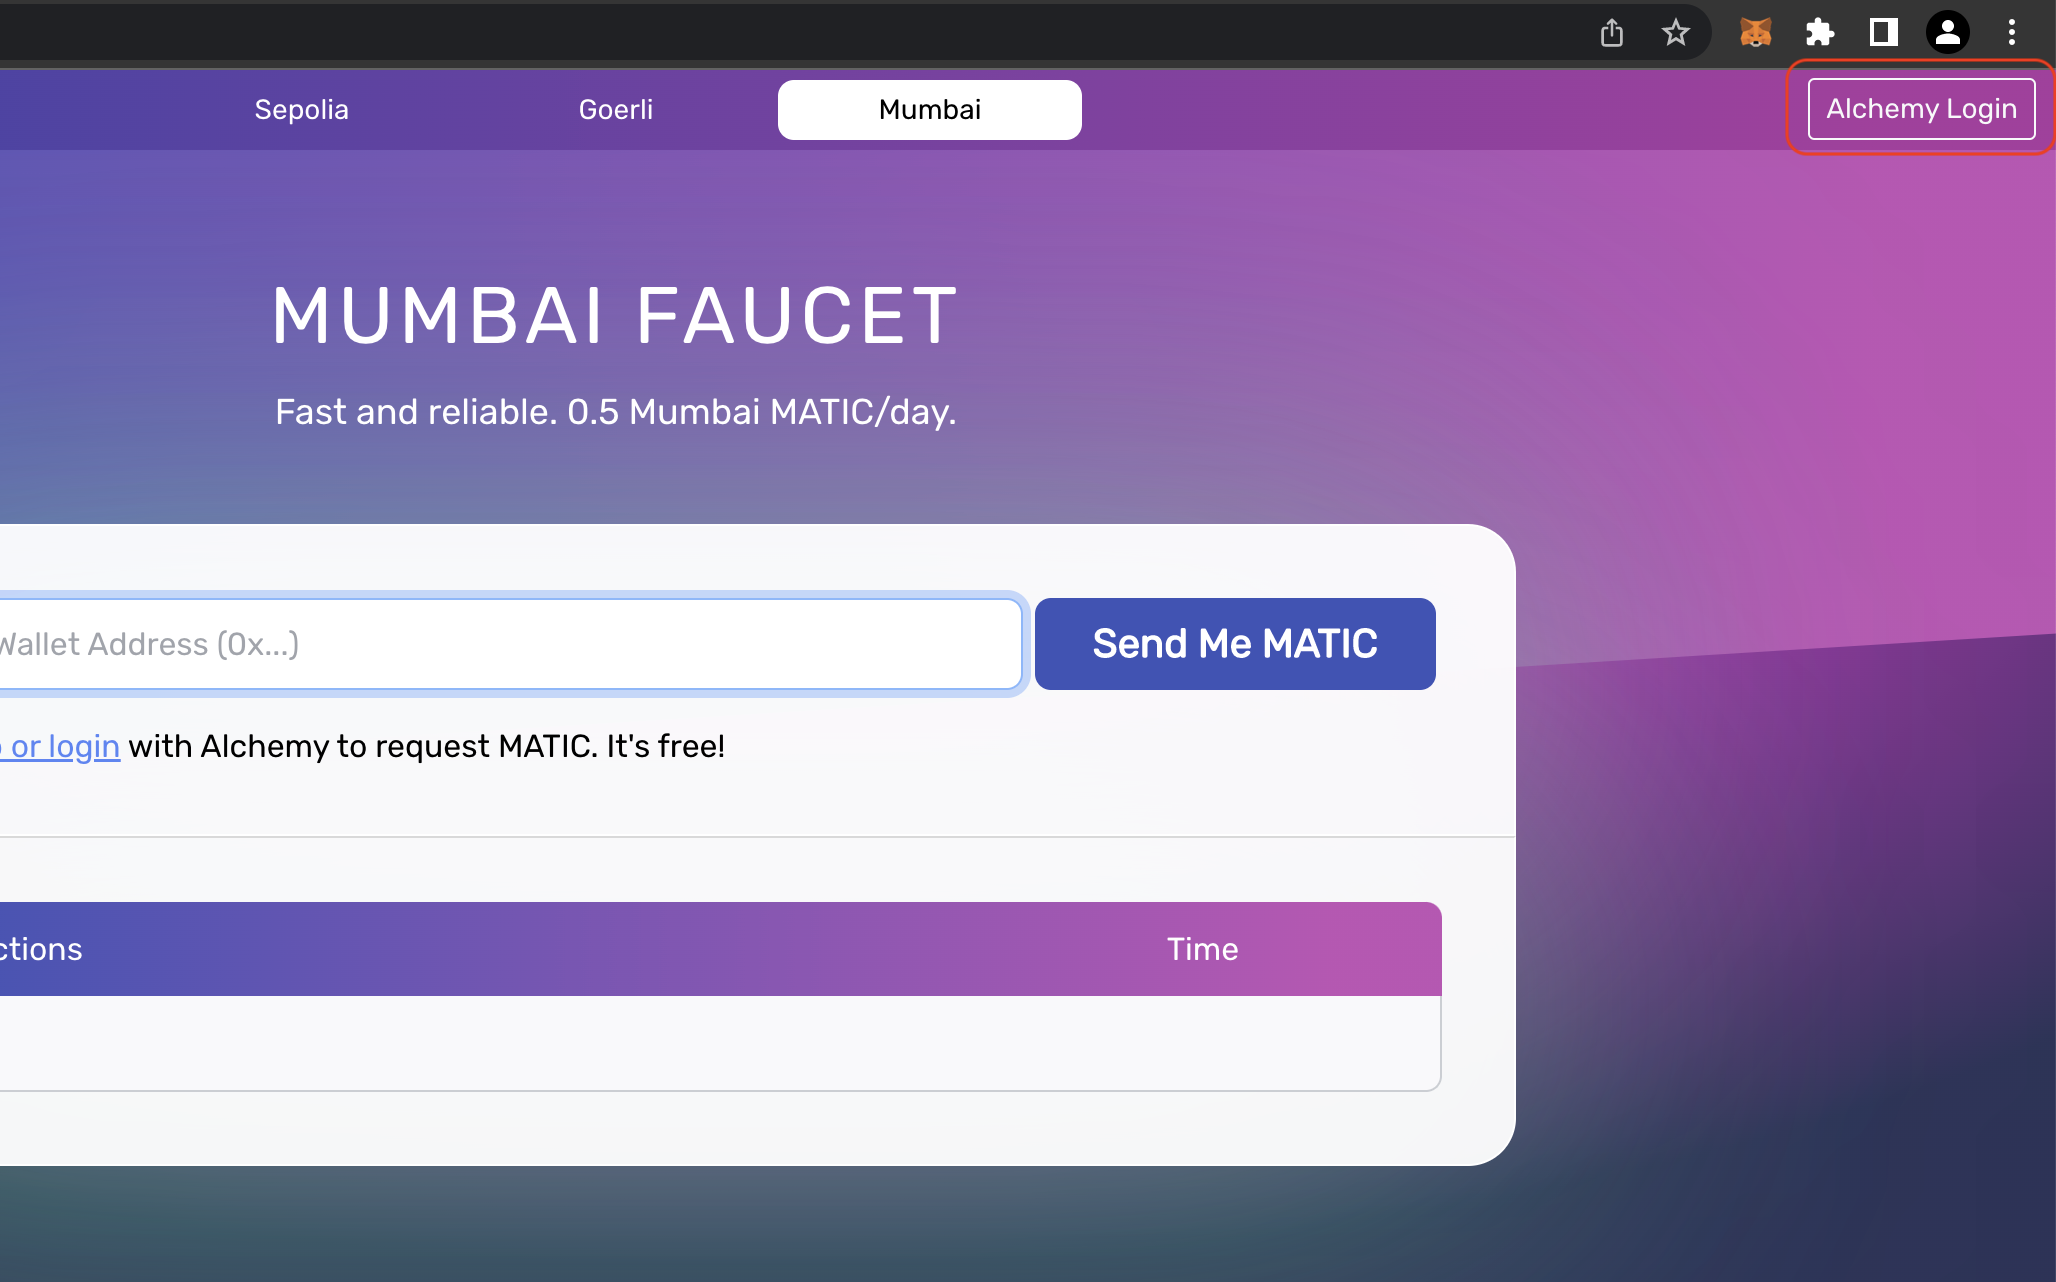 Sepolia
Goerli
Mumbai
Alchemy Login
MUMBAI FAUCET
Fast and reliable. 0.5 Mumbai MATIC/day.
Wallet Address (0x...)
Send Me MATIC
or login with Alchemy to request MATIC. It's free!
ctions
Time